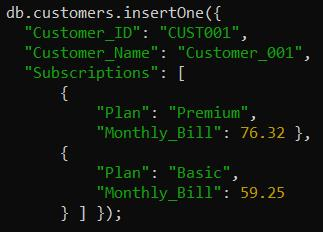 db.customers.insertOne({
  "Customer_ID": "CUST001",
  "Customer_Name": "Customer_001",
  "Subscriptions": [
      {
          "Plan": "Premium",
          "Monthly_Bill": 76.32 },
      {
          "Plan": "Basic",
          "Monthly_Bill": 59.25
      } ] });